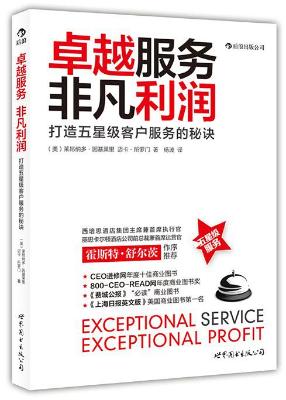 后浪
卓越服务 非凡利润
打造五星级客户服务的秘诀
后浪出版公司
卓越服务
非凡利润
打造五星级客户服务的秘诀
（美）莱昂纳多·因基莱里 迈卡·所罗门 著 杨波 译
西培思酒店集团主席兼首席执行官
丽思卡尔顿酒店公司前总裁兼首席运营官
霍斯特·舒尔茨
作序
推荐
五星级
服务
•CEO进修网年度十佳商业图书
•800-CEO-READ网年度商业图书奖
•《费城公报》“必读”商业图书
•《上海日报英文版》美国商业图书第一名
EXCEPTIONAL SERVICE
EXCEPTIONAL PROFIT
世界图书出版公司